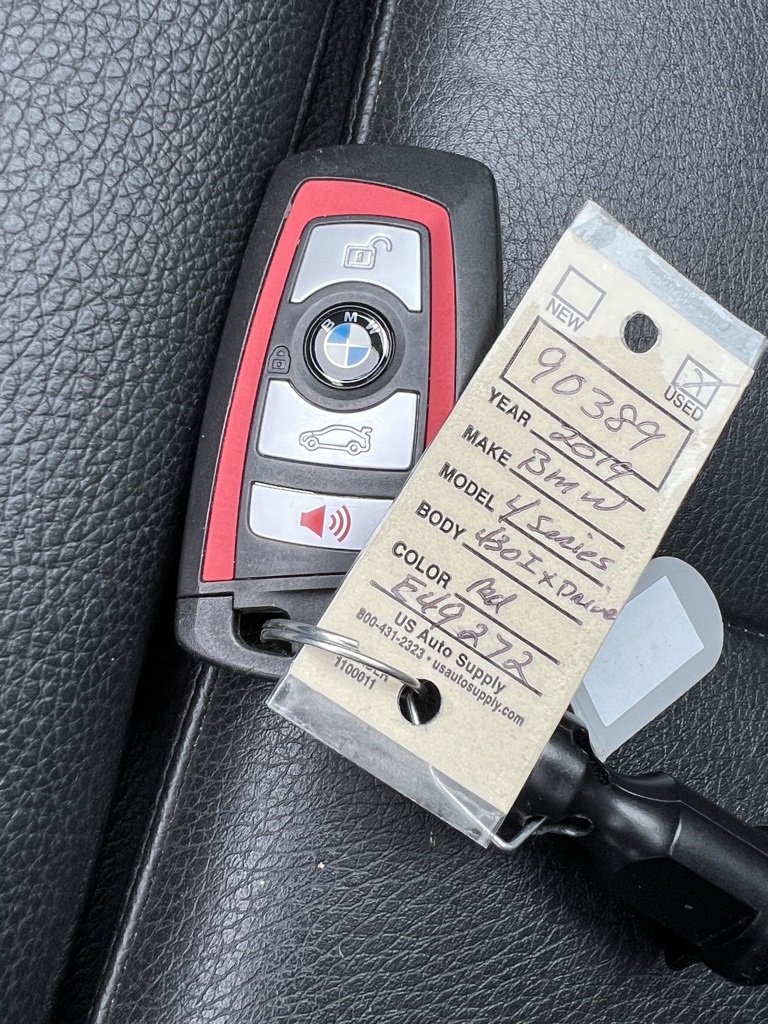 BMW
NEW
USED
90389
YEAR 2019
MAKE BMW
MODEL 4 Series
BODY 430I xDrive
COLOR Red
E49272
US Auto Supply
800-431-2323 • usautosupply.com
1100011